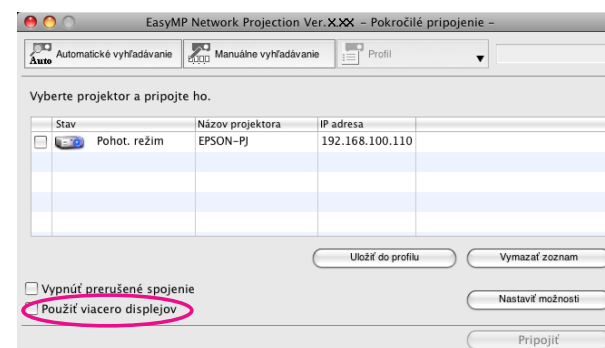 EasyMP Network Projection Ver.X.XX – Pokročilé pripojenie –
Auto Automatické vyhľadávanie Manuálne vyhľadávanie Profil
Vyberte projektor a pripojte ho.
Stav Názov projektora IP adresa
Pohot. režim EPSON-PJ 192.168.100.110
Uložiť do profilu Vymazať zoznam
Vypnúť prerušené spojenie
Nastaviť možnosti
Použiť viacero displejov
Pripojiť